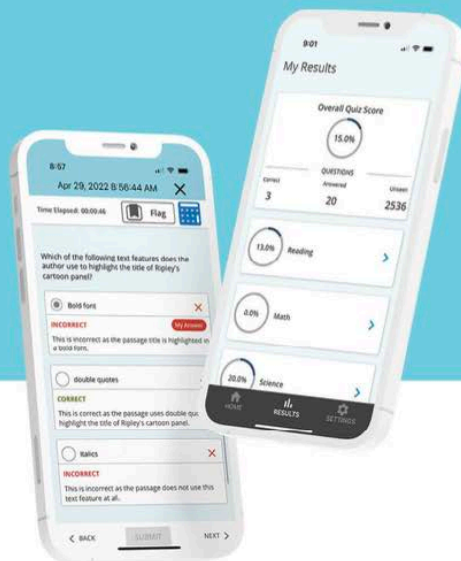 8:57
Apr 29, 2022 8:56:44 AM
Time Elapsed: 00:00:46
Flag
Which of the following text features does the
author use to highlight the title of Ripley's
cartoon panel?
Bold font
INCORRECT
My Answer
This is incorrect as the passage title is highlighted in
a bold font.
double quotes
CORRECT
This is correct as the passage uses double
highlight the title of Ripley's cartoon panel.
Italics
INCORRECT
This is incorrect as the passage does not use this
text feature at all.
BACK
SUBMIT
NEXT
9:01
My Results
Overall Quiz Score
15.0%
QUESTIONS
Correct
Answered
Unseen
3
20
2536
13.0%
Reading
0.0%
Math
20.0%
Science
HOME
RESULTS
SETTINGS